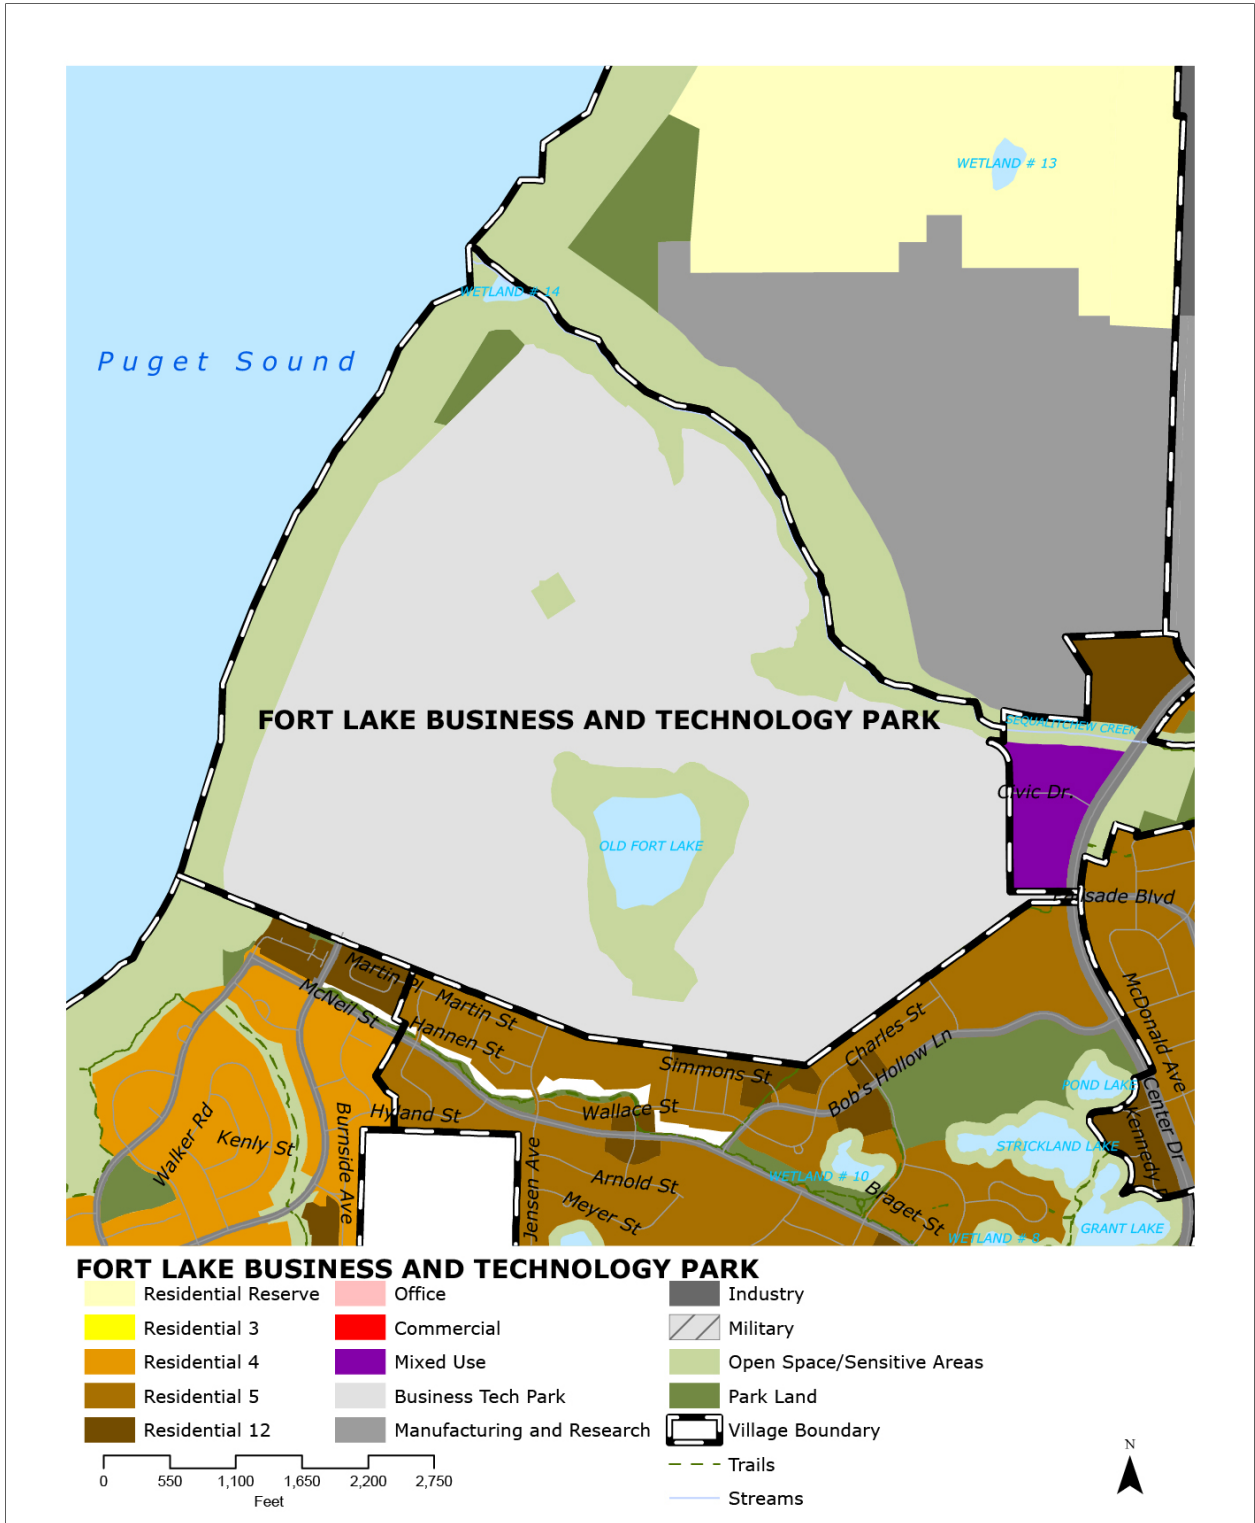 WETLAND # 13
WETLAND # 14
Puget Sound
FORT LAKE BUSINESS AND TECHNOLOGY PARK
SEQUALITCHEW CREEK
Civic Dr.
OLD FORT LAKE
Palisade Blvd
Martin Pl
McNeil St
Martin St
Hannen St
Charles St
McDonald Ave
Simmons St
Bob's Hollow Ln
POND LAKE
Center Dr
Walker Rd
Kenly St
Burnside Ave
Hyland St
Wallace St
Kennedy
STRICKLAND LAKE
Jensen Ave
Arnold St
WETLAND # 10
Meyer St
Braget St
WETLAND # 8
GRANT LAKE
FORT LAKE BUSINESS AND TECHNOLOGY PARK
Residential Reserve
Residential 3
Residential 4
Residential 5
Residential 12
Office
Commercial
Mixed Use
Business Tech Park
Manufacturing and Research
Industry
Military
Open Space/Sensitive Areas
Park Land
Village Boundary
Trails
Streams
0 550 1,100 1,650 2,200 2,750
Feet
N